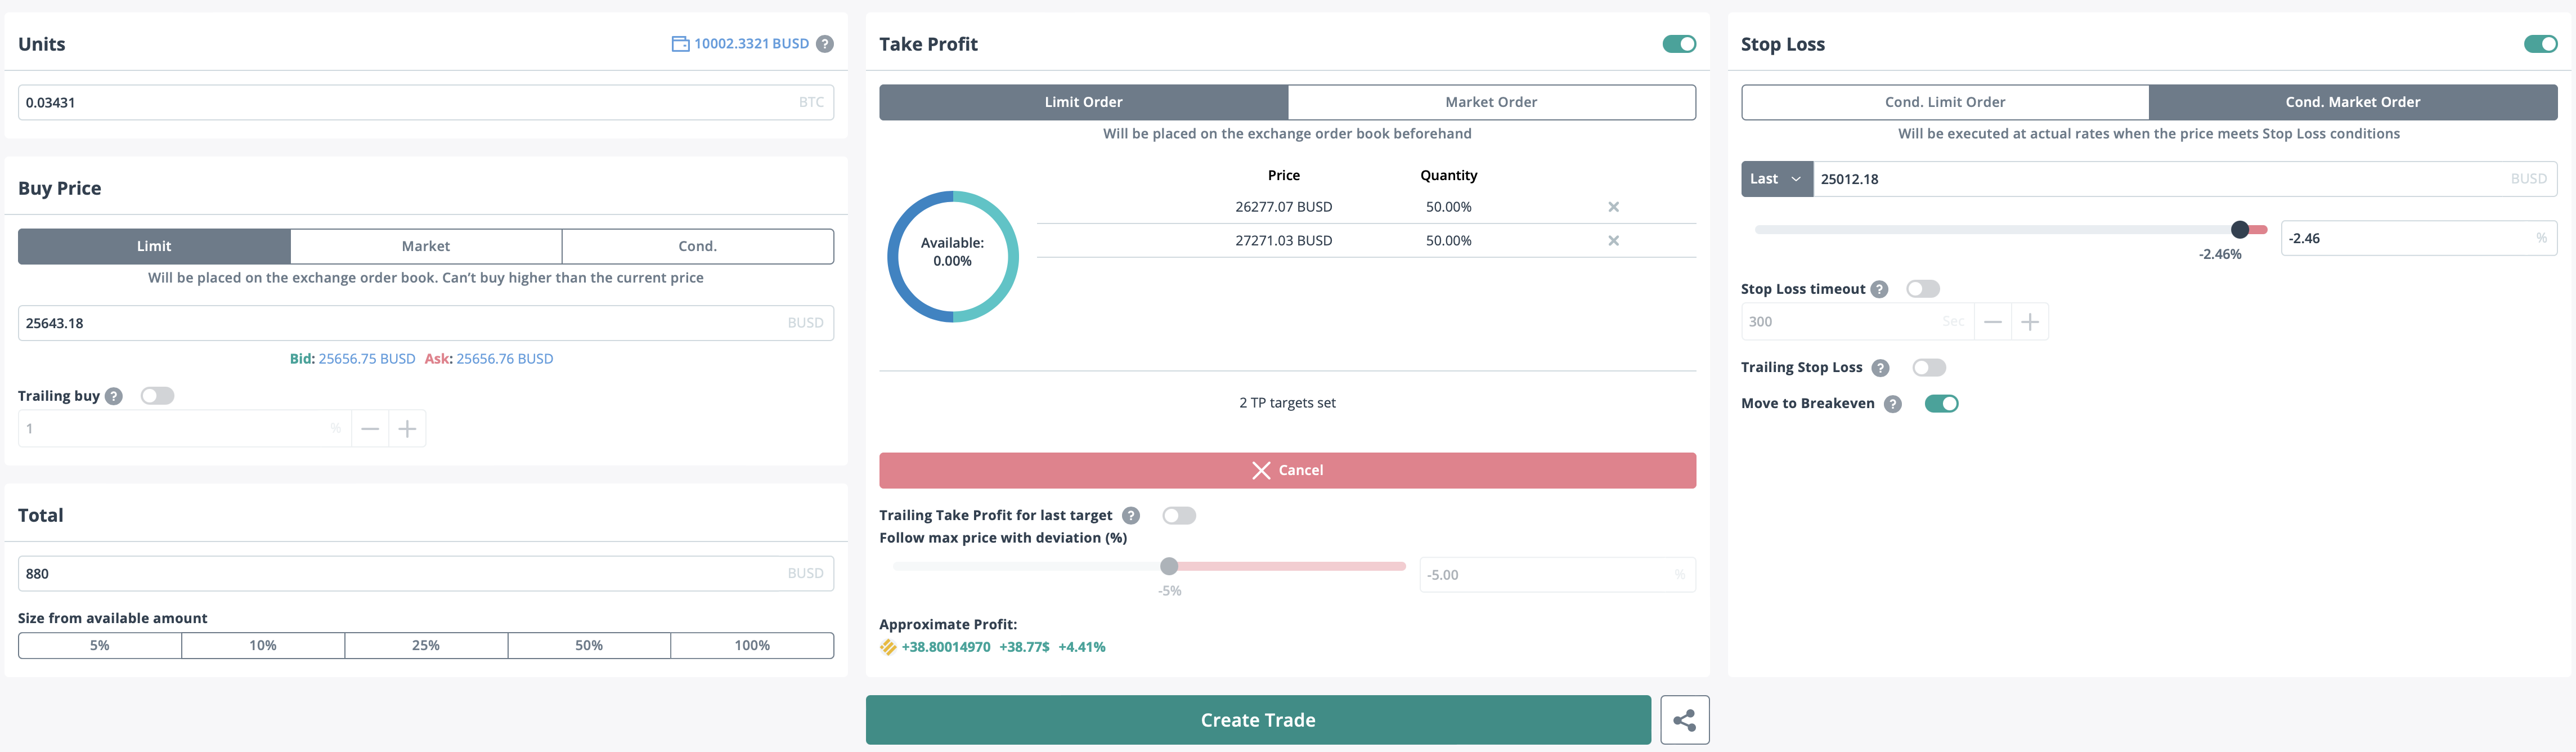 Units
10002.3321 BUSD ?
0.03431 BTC
Buy Price
Limit Market Cond.
Will be placed on the exchange order book. Can't buy higher than the current price
25643.18 BUSD
Bid: 25656.75 BUSD Ask: 25656.76 BUSD
Trailing buy ?
1 %
Total
880 BUSD
Size from available amount
5% 10% 25% 50% 100%
Take Profit
Limit Order Market Order
Will be placed on the exchange order book beforehand
Available:
0.00%
Price Quantity
26277.07 BUSD 50.00%
27271.03 BUSD 50.00%
2 TP targets set
Cancel
Trailing Take Profit for last target ?
Follow max price with deviation (%)
-5%
-5.00 %
Approximate Profit:
+38.80014970 +38.77$ +4.41%
Create Trade
Stop Loss
Cond. Limit Order Cond. Market Order
Will be executed at actual rates when the price meets Stop Loss conditions
Last 25012.18 BUSD
-2.46%
-2.46 %
Stop Loss timeout ?
300 Sec
Trailing Stop Loss ?
Move to Breakeven ?